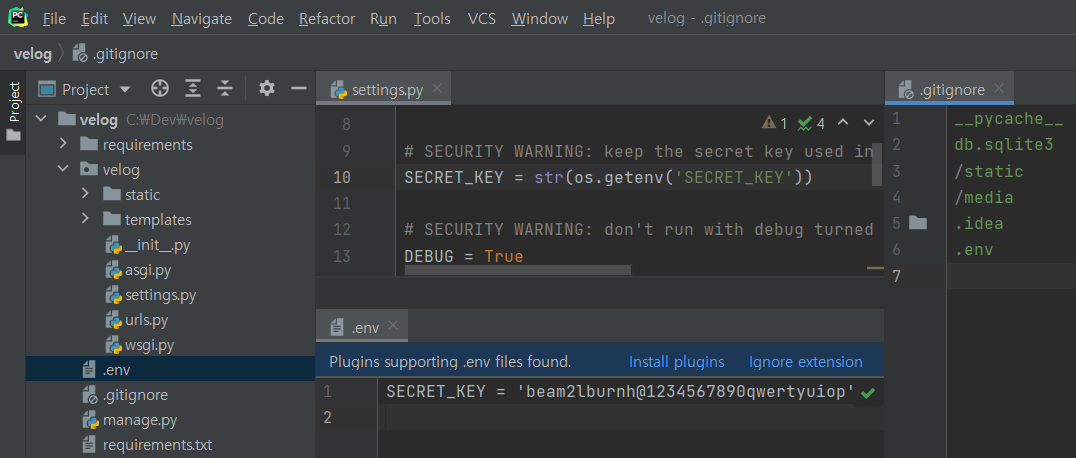 PC
File Edit View Navigate Code Refactor Run Tools VCS Window Help velog - .gitignore
velog .gitignore
Project
Project
velog C:₩Dev₩velog
requirements
velog
static
templates
__init__.py
asgi.py
settings.py
urls.py
wsgi.py
.env
.gitignore
manage.py
requirements.txt
settings.py
1 4
8
9 # SECURITY WARNING: keep the secret key used in
10 SECRET_KEY = str(os.getenv('SECRET_KEY'))
11
12 # SECURITY WARNING: don't run with debug turned
13 DEBUG = True
.env
Plugins supporting .env files found. Install plugins Ignore extension
1 SECRET_KEY = 'beam2lburnh@1234567890qwertyuiop'
2
.gitignore
1 __pycache__
2 db.sqlite3
3 /static
4 /media
5 .idea
6 .env
7